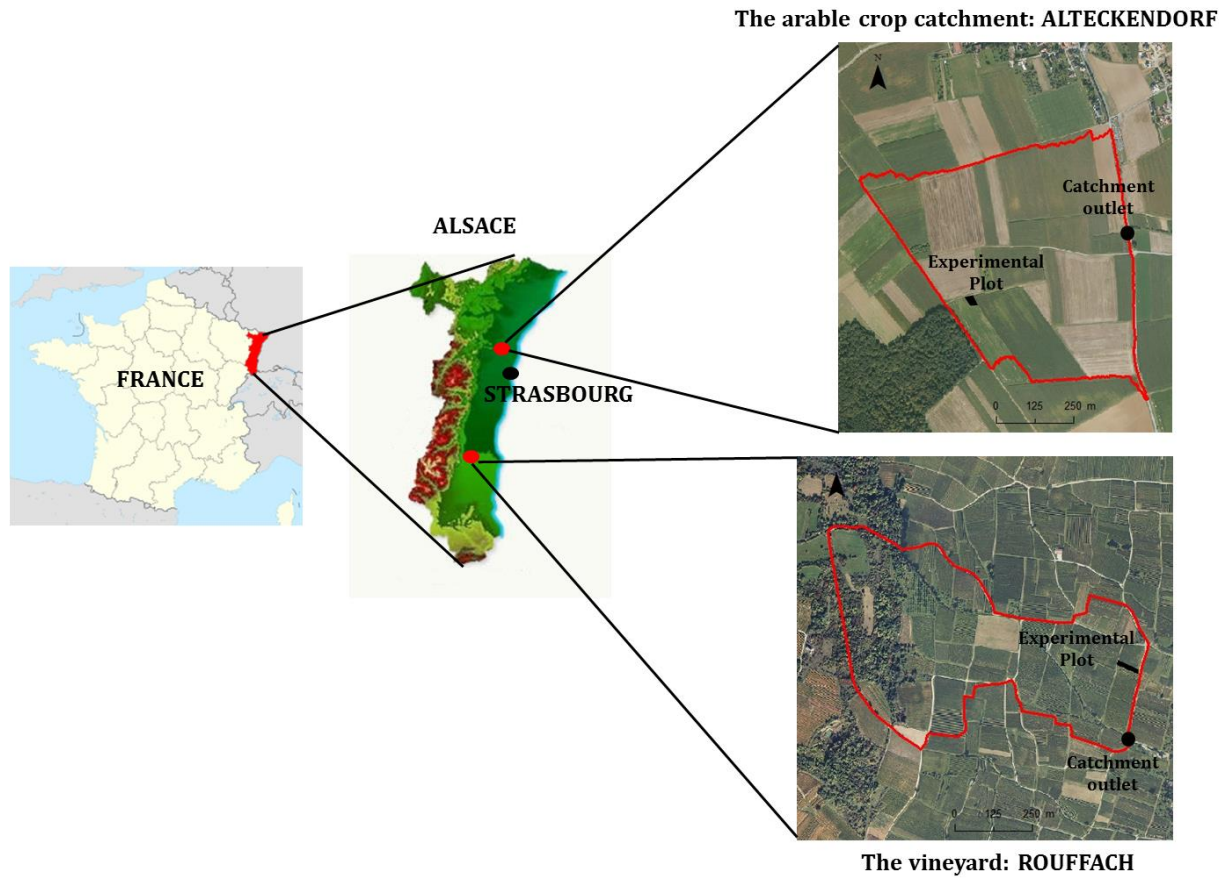 The arable crop catchment: ALTECKENDORF
N
Catchment
outlet
Experimental
Plot
0 125 250 m
ALSACE
FRANCE
STRASBOURG
Experimental
Plot
Catchment
outlet
0 125 250 m
The vineyard: ROUFFACH